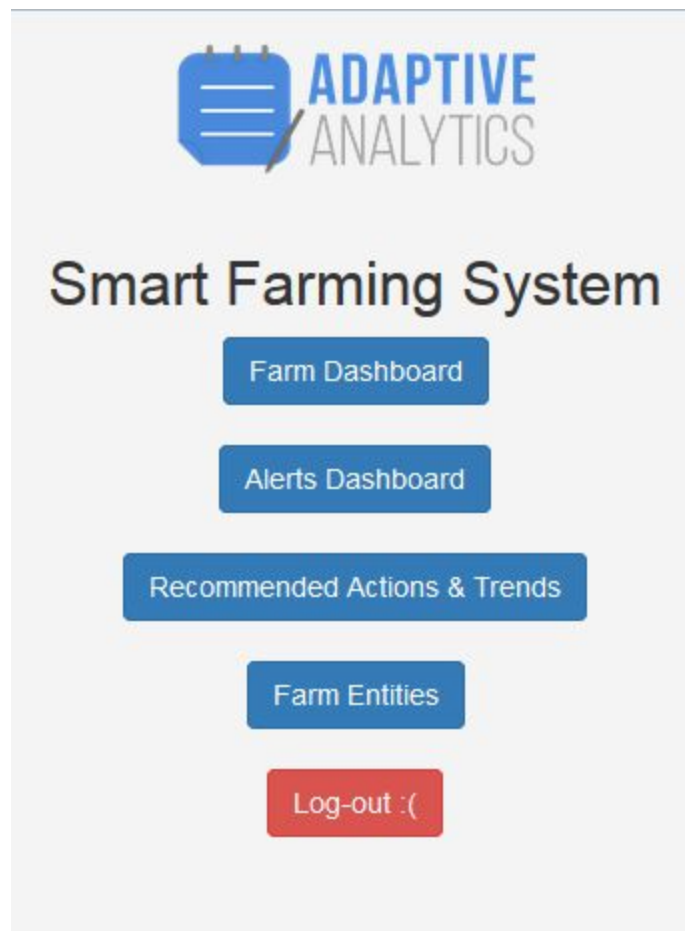 ADAPTIVE
ANALYTICS
Smart Farming System
Farm Dashboard
Alerts Dashboard
Recommended Actions & Trends
Farm Entities
Log-out :(